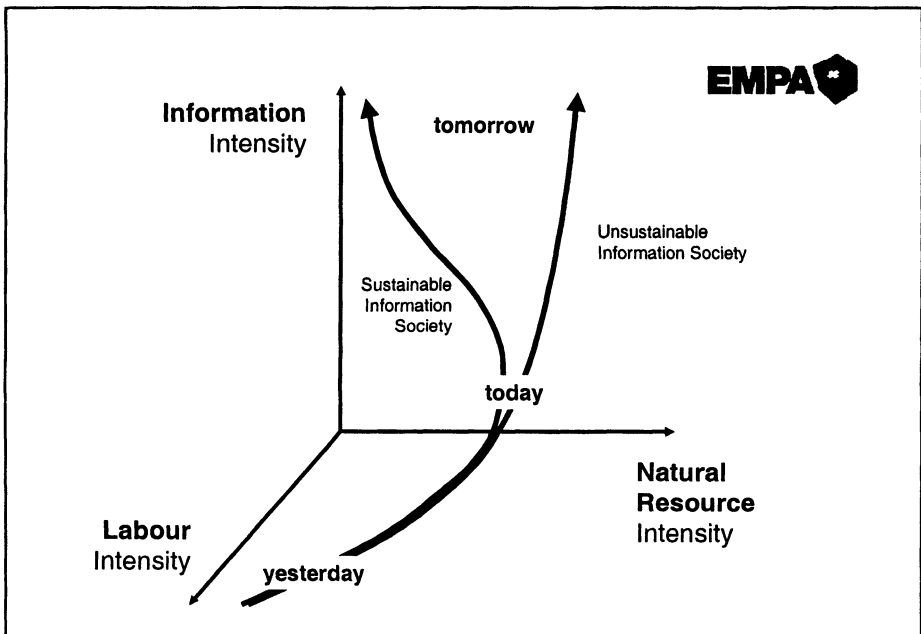 EMPA
Information
Intensity
tomorrow
Unsustainable
Information Society
Sustainable
Information
Society
today
Natural
Resource
Intensity
Labour
Intensity
yesterday